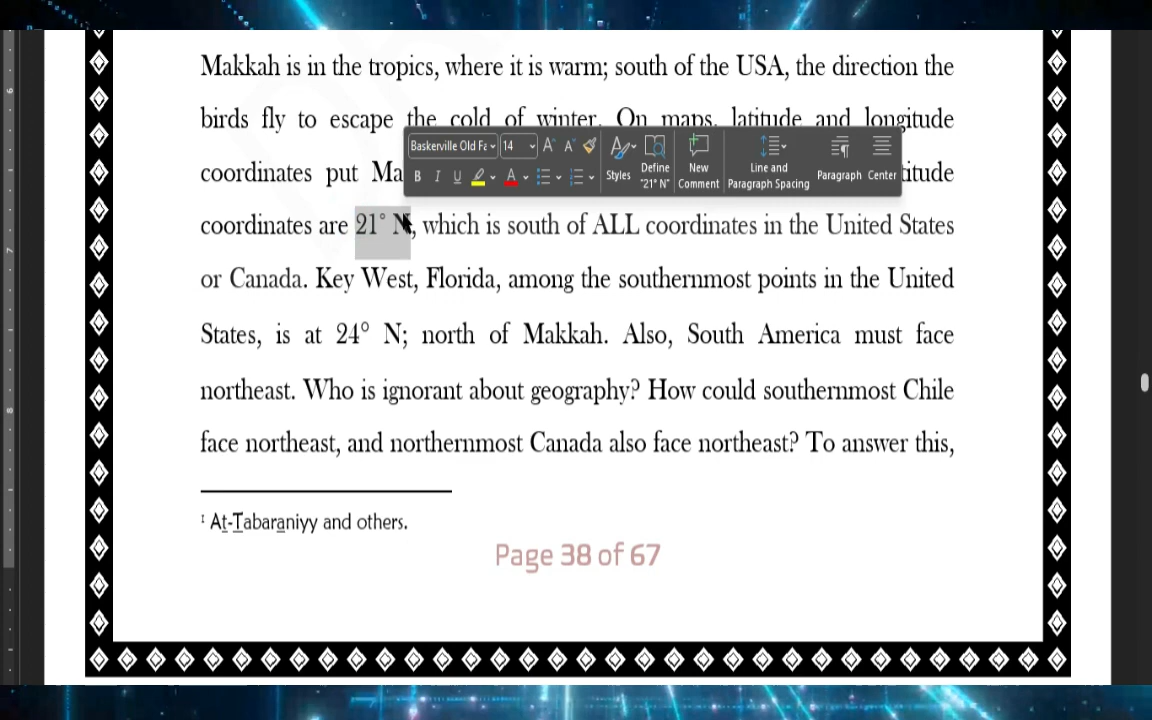 Makkah is in the tropics, where it is warm; south of the USA, the direction the
birds fly to escape the cold of winter. On maps, latitude and longitude
Baskerville Old Fa 14
Styles
Define "21° N"
New Comment
Line and Paragraph Spacing
Paragraph
Center
B I U
coordinates put
coordinates are 21° N, which is south of ALL coordinates in the United States
or Canada. Key West, Florida, among the southernmost points in the United
States, is at 24° N; north of Makkah. Also, South America must face
northeast. Who is ignorant about geography? How could southernmost Chile
face northeast, and northernmost Canada also face northeast? To answer this,
¹ At-Tabaraniyy and others.
Page 38 of 67